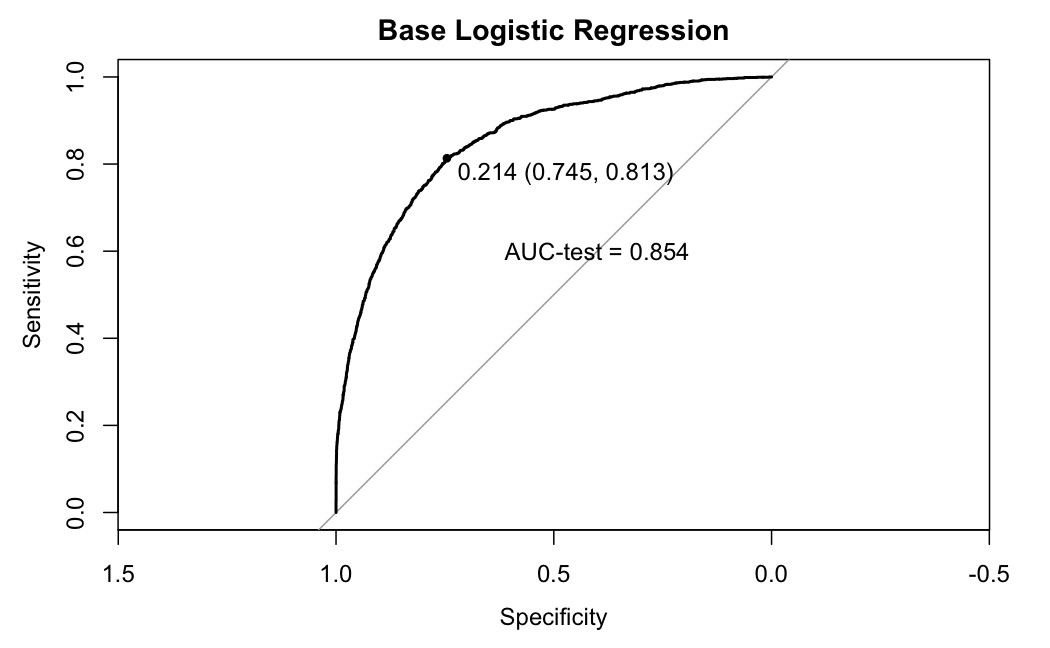 Base Logistic Regression
1.0
0.8
0.6
0.4
0.2
0.0
Sensitivity
0.214 (0.745, 0.813)
AUC-test = 0.854
1.5 1.0 0.5 0.0 -0.5
Specificity